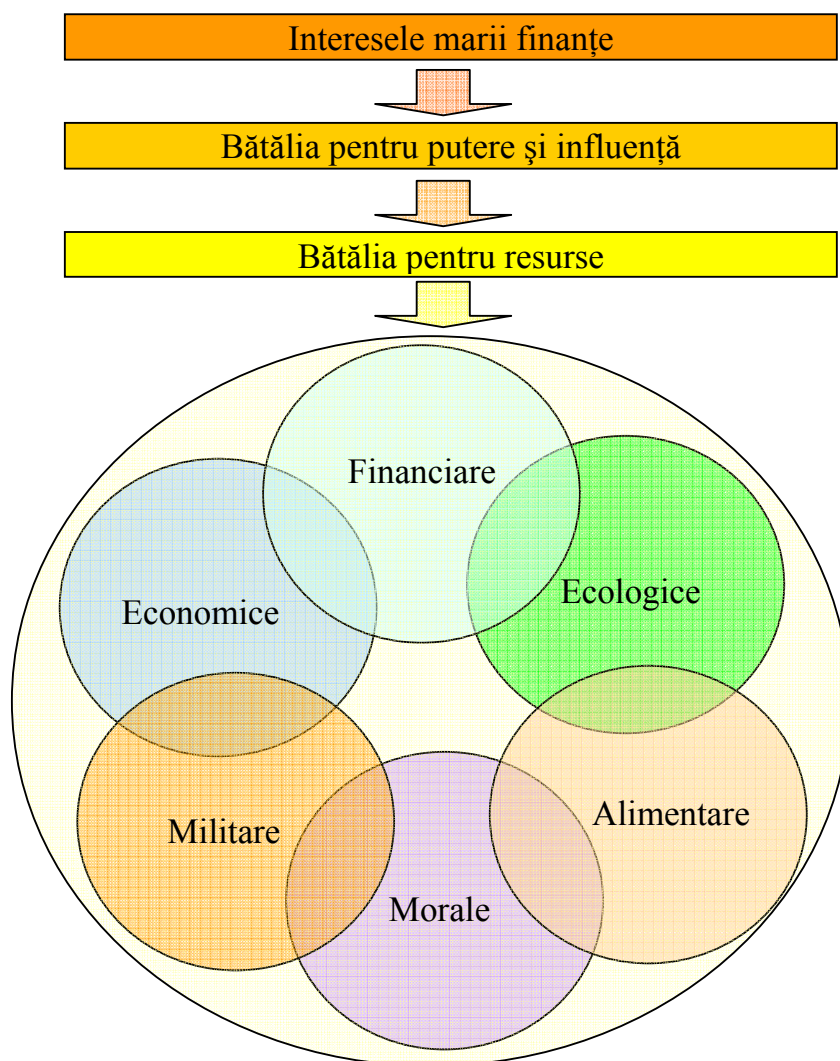 Interesele marii finanțe
Bătălia pentru putere şi influență
Bătălia pentru resurse
Financiare
Ecologice
Economice
Alimentare
Militare
Morale